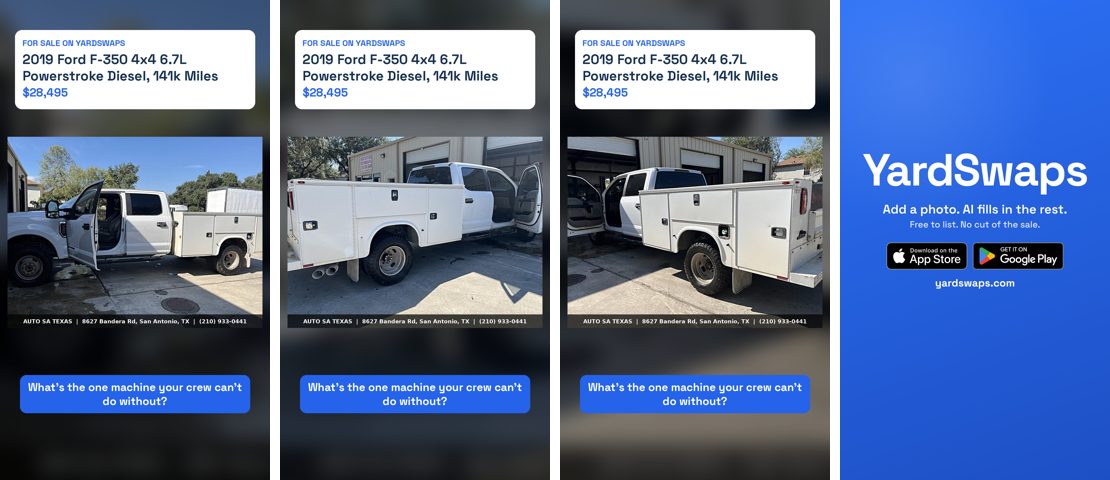 FOR SALE ON YARDSWAPS
2019 Ford F-350 4x4 6.7L
Powerstroke Diesel, 141k Miles
$28,495
AUTO SA TEXAS | 8627 Bandera Rd, San Antonio, TX | (210) 933-0441
What's the one machine your crew can't
do without?
FOR SALE ON YARDSWAPS
2019 Ford F-350 4x4 6.7L
Powerstroke Diesel, 141k Miles
$28,495
AUTO SA TEXAS | 8627 Bandera Rd, San Antonio, TX | (210) 933-0441
What's the one machine your crew can't
do without?
FOR SALE ON YARDSWAPS
2019 Ford F-350 4x4 6.7L
Powerstroke Diesel, 141k Miles
$28,495
AUTO SA TEXAS | 8627 Bandera Rd, San Antonio, TX | (210) 933-0441
What's the one machine your crew can't
do without?
YardSwaps
Add a photo. AI fills in the rest.
Free to list. No cut of the sale.
Download on the
App Store
GET IT ON
Google Play
yardswaps.com